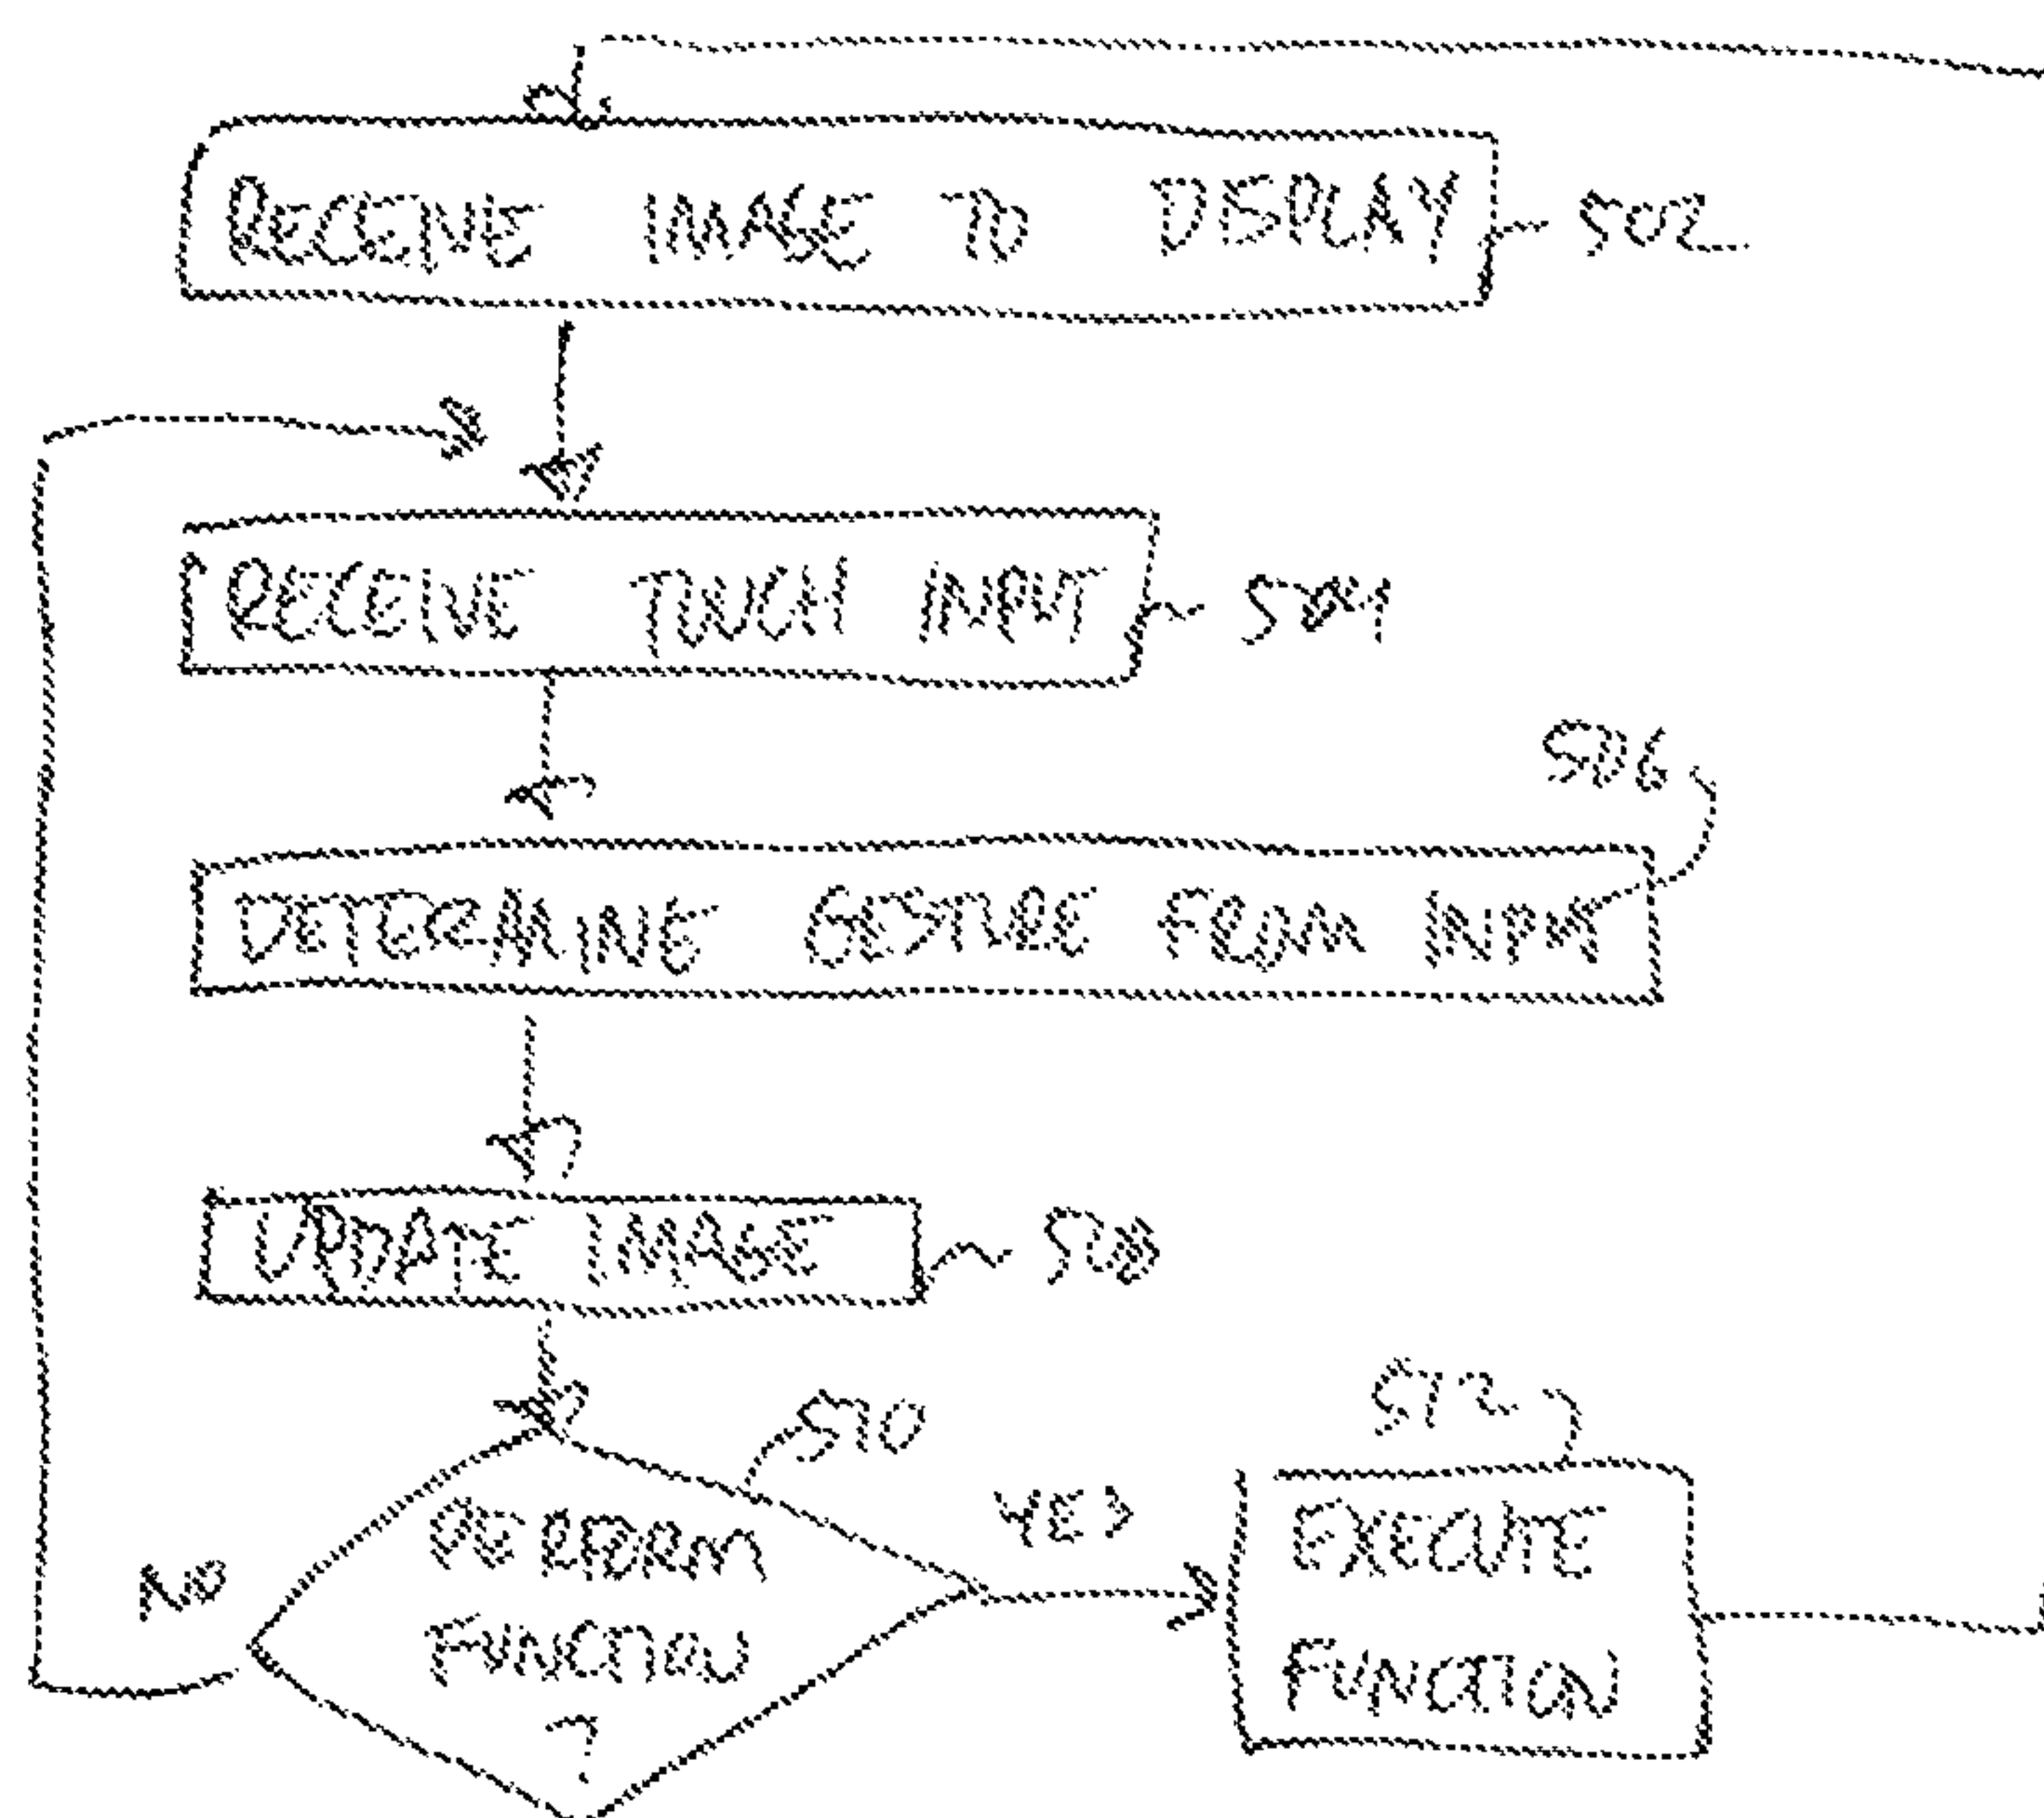 RECEIVE IMAGE TO DISPLAY 502
RECEIVE TOUCH INPUT 504
506
DETERMINE GESTURE FROM INPUT
UPDATE IMAGE 508
510
512
PERFORM
FUNCTION
?
NO
YES
EXECUTE
FUNCTION